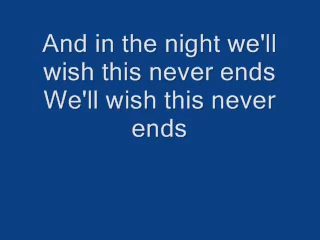 And in the night we'll
wish this never ends
We'll wish this never
ends